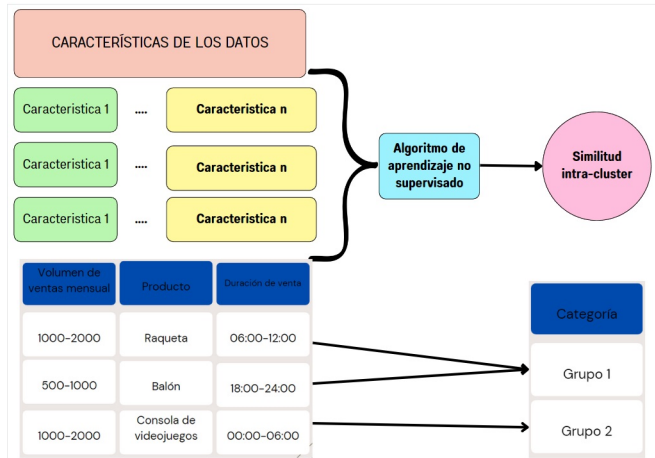 CARACTERÍSTICAS DE LOS DATOS
Caracteristica 1 .... Caracteristica n
Caracteristica 1 .... Caracteristica n
Caracteristica 1 .... Caracteristica n
Algoritmo de
aprendizaje no
supervisado
Similitud
intra-cluster
Volumen de
ventas mensual
Producto
Duración de venta
1000-2000 Raqueta 06:00-12:00
500-1000 Balón 18:00-24:00
1000-2000
Consola de
videojuegos
00:00-06:00
Categoría
Grupo 1
Grupo 2